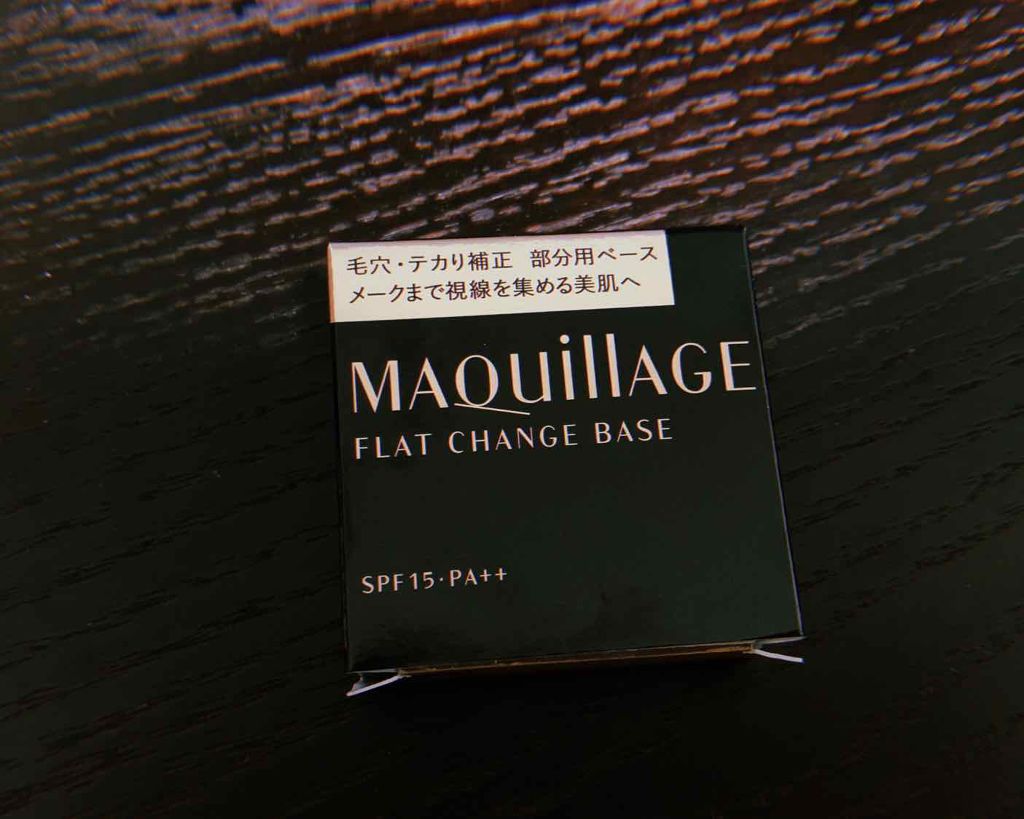 毛穴・テカリ補正 部分用ベース
メークまで視線を集める美肌へ
MAQuillAGE
FLAT CHANGE BASE
SPF15・PA++